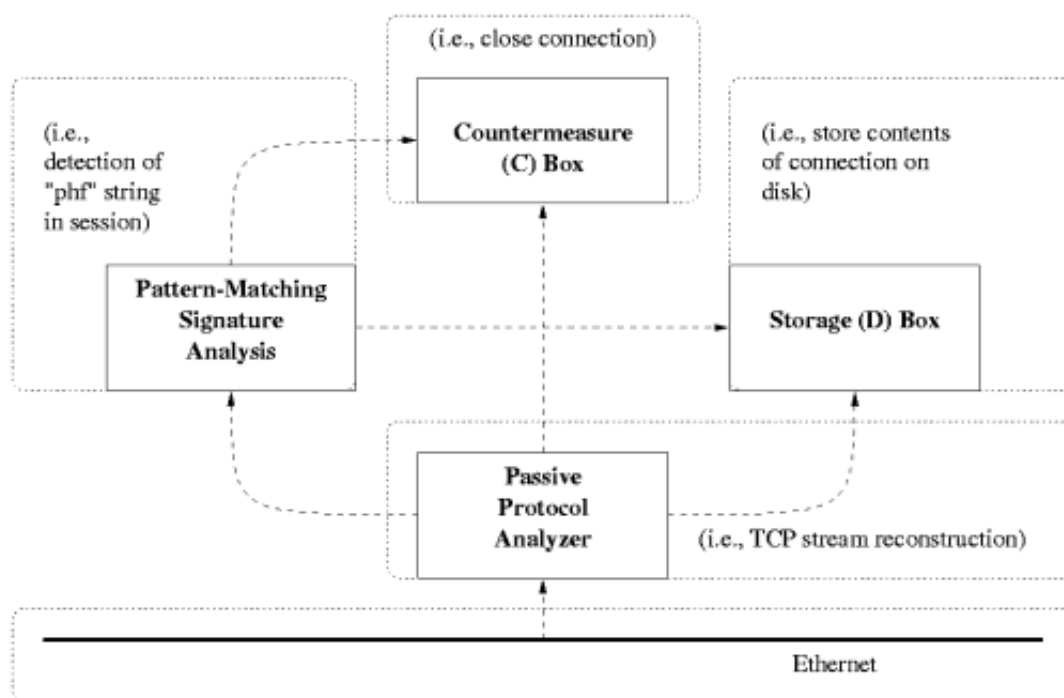 (i.e., close connection)
Countermeasure
(C) Box
(i.e.,
detection of
"phf" string
in session)
(i.e., store contents
of connection on
disk)
Pattern-Matching
Signature
Analysis
Storage (D) Box
Passive
Protocol
Analyzer
(i.e., TCP stream reconstruction)
Ethernet